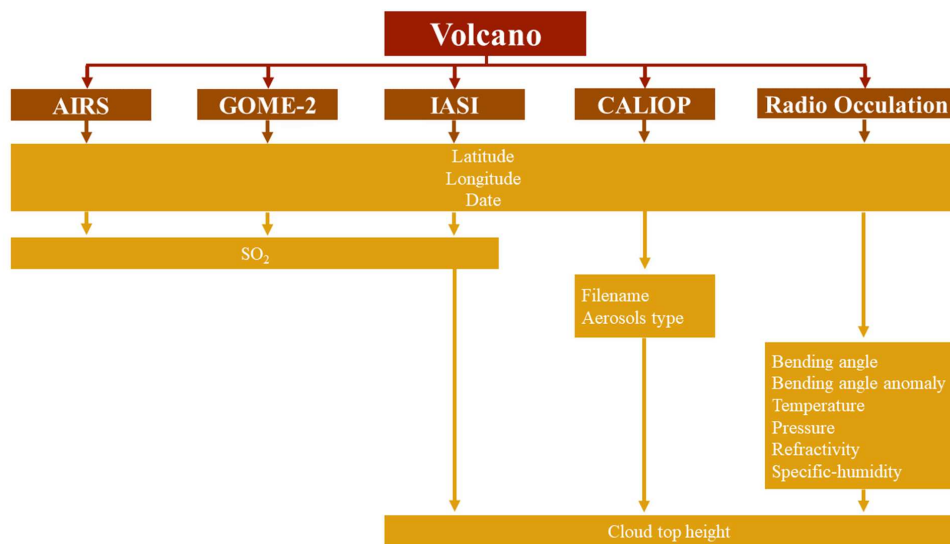 Volcano
AIRS
GOME-2
IASI
CALIOP
Radio Occulation
Latitude
Longitude
Date
SO₂
Filename
Aerosols type
Bending angle
Bending angle anomaly
Temperature
Pressure
Refractivity
Specific-humidity
Cloud top height